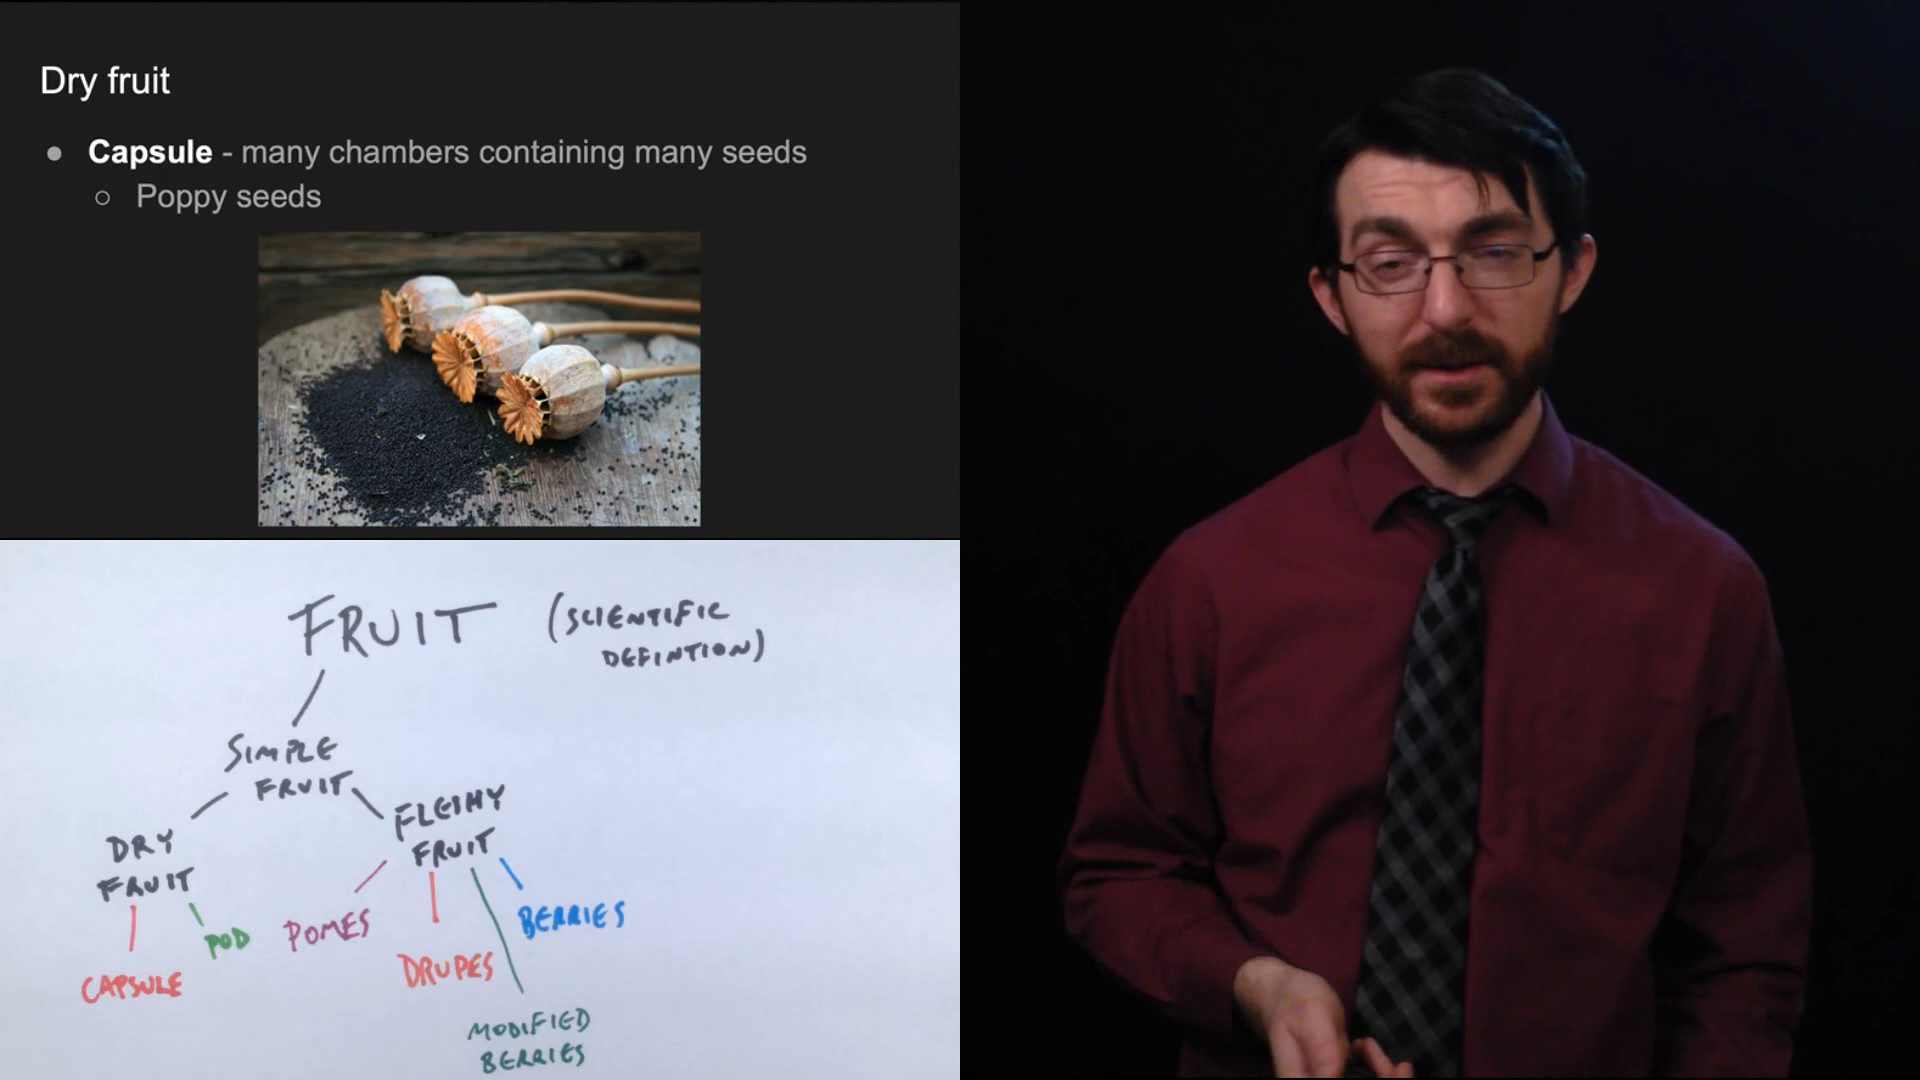 Dry fruit
● Capsule - many chambers containing many seeds
○ Poppy seeds
FRUIT (SCIENTIFIC
DEFINTION)
SIMPLE
FRUIT
DRY
FRUIT
FLESHY
FRUIT
CAPSULE
POD
POMES
DRUPES
BERRIES
MODIFIED
BERRIES